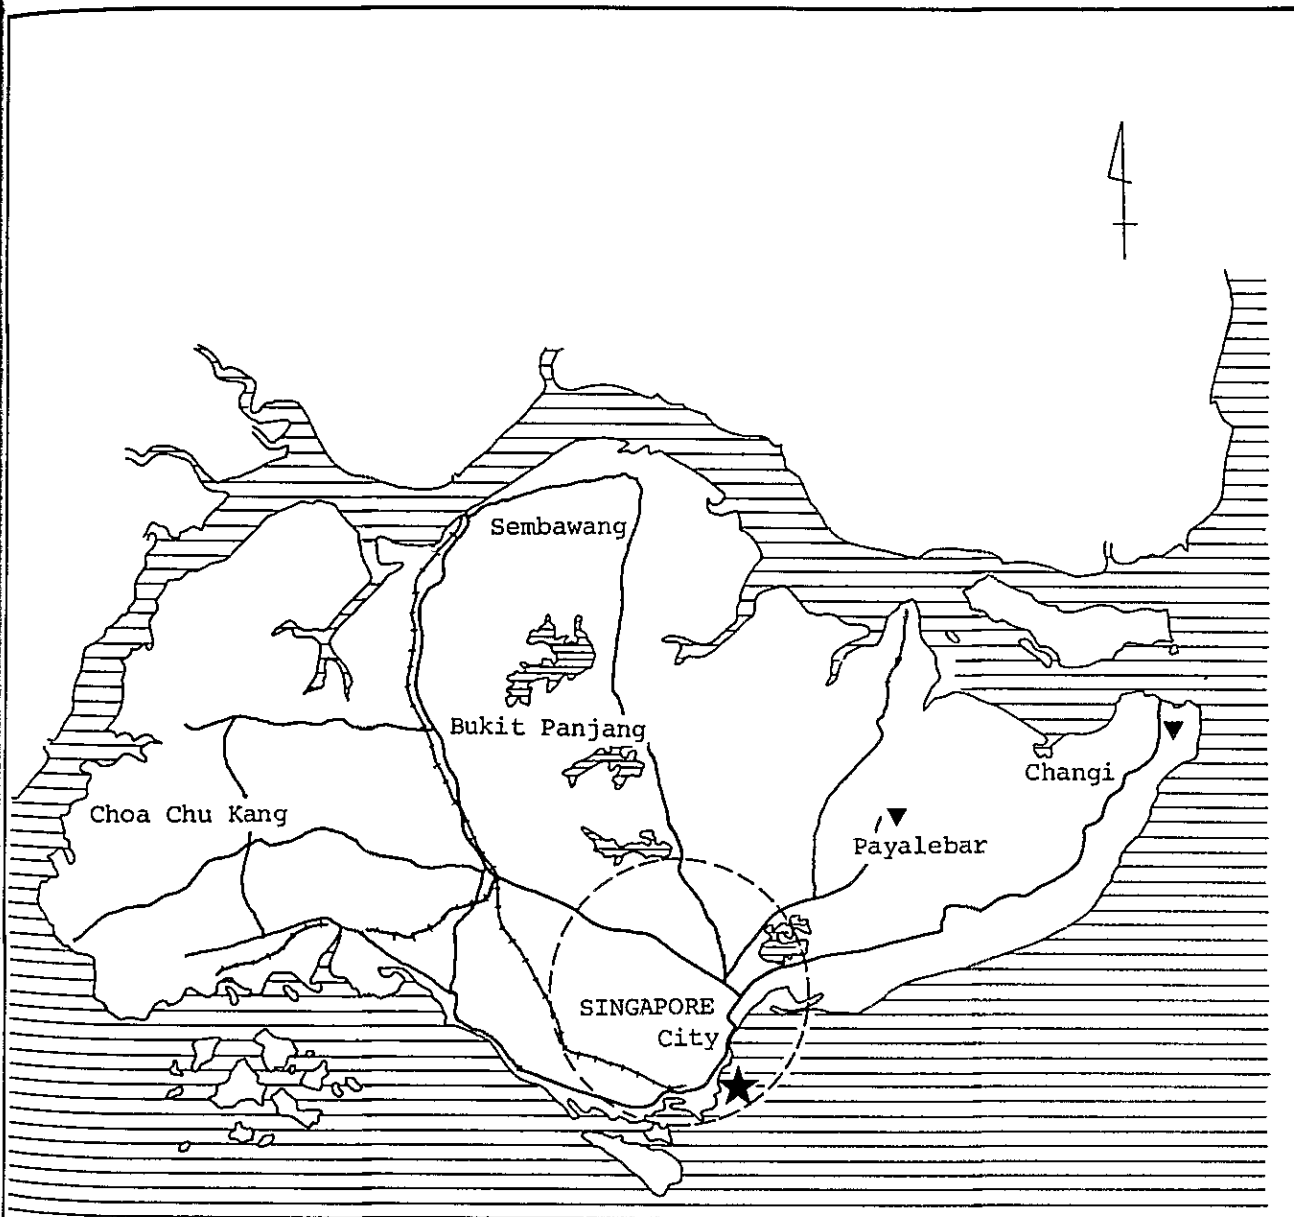 Sembawang
Bukit Panjang
Changi
Choa Chu Kang
Payalebar
SINGAPORE
City